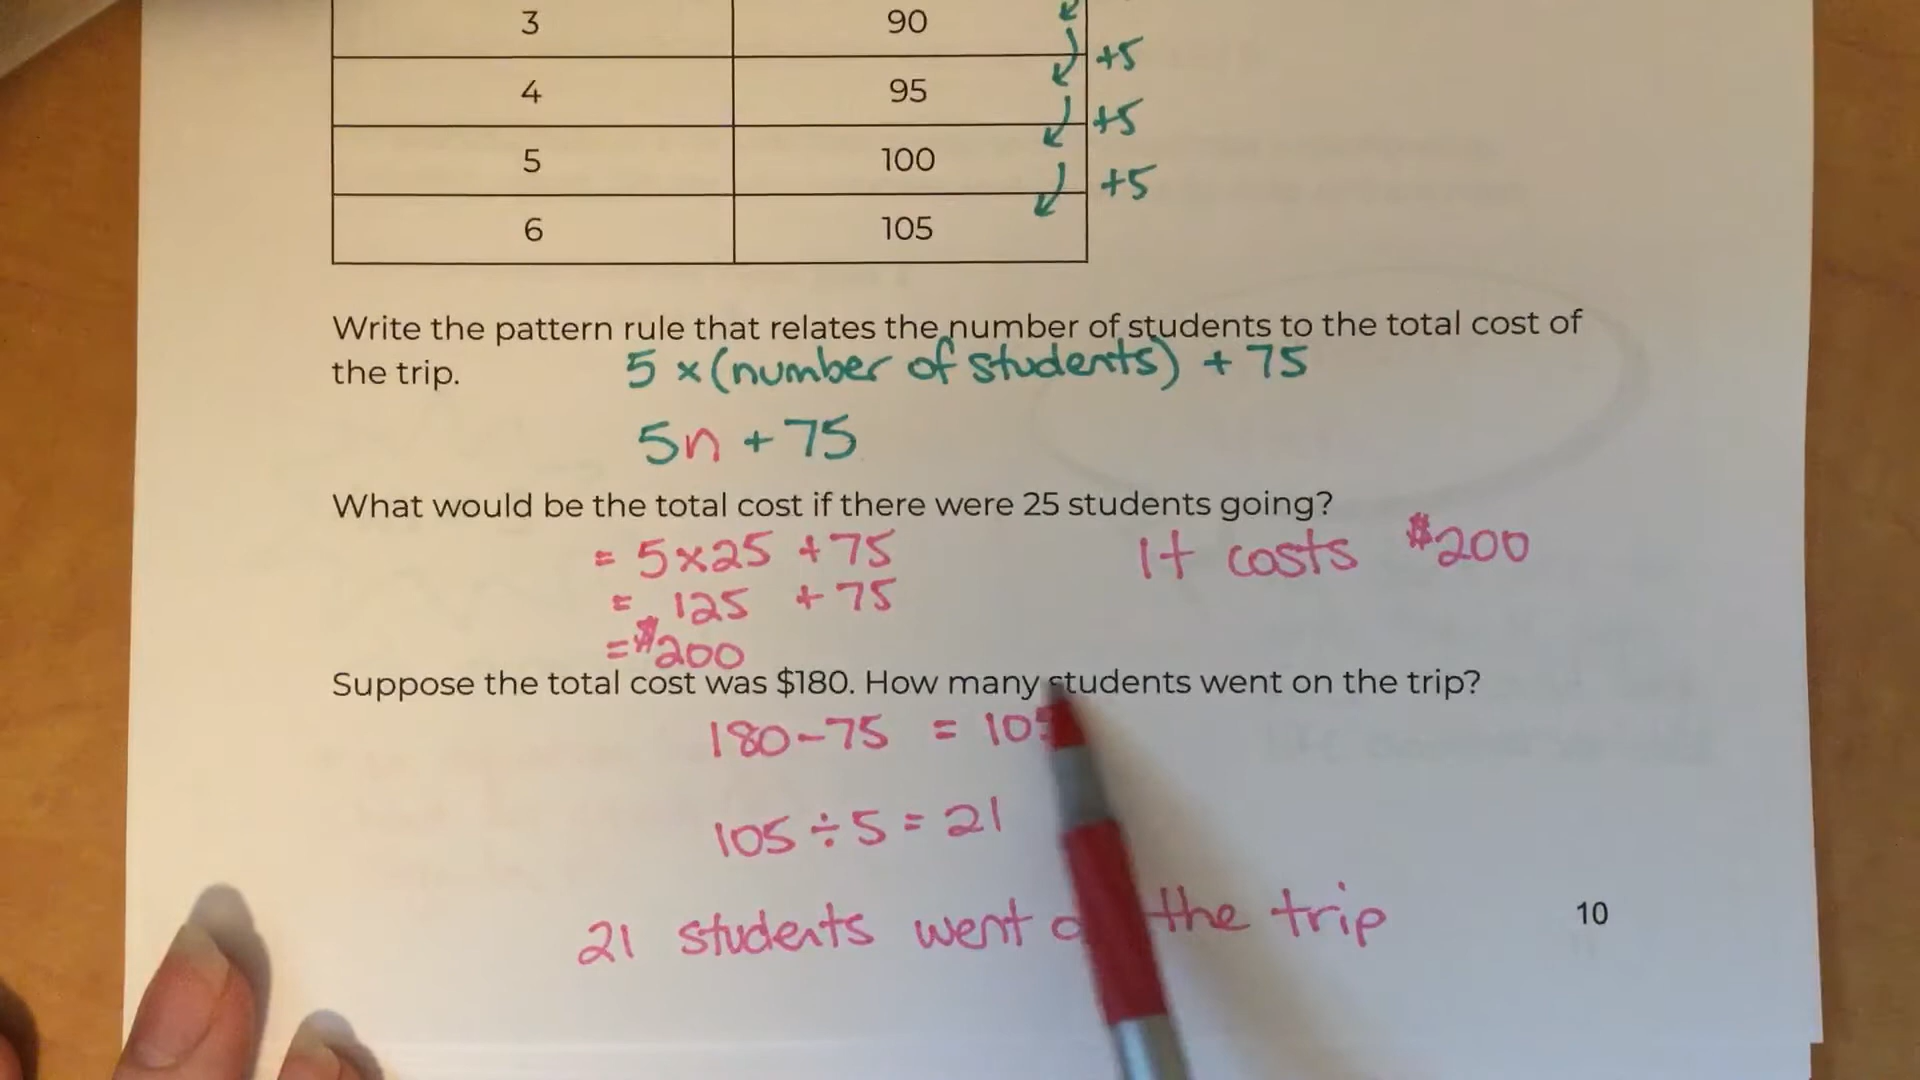 3 90
+5
4 95
+5
5 100
+5
6 105
Write the pattern rule that relates the number of students to the total cost of
the trip. 5 × (number of students) + 75
5n + 75
What would be the total cost if there were 25 students going?
= 5×25 + 75 It costs $200
= 125 + 75
= $200
Suppose the total cost was $180. How many students went on the trip?
180-75 = 105
105 ÷ 5 = 21
21 students went the trip
10